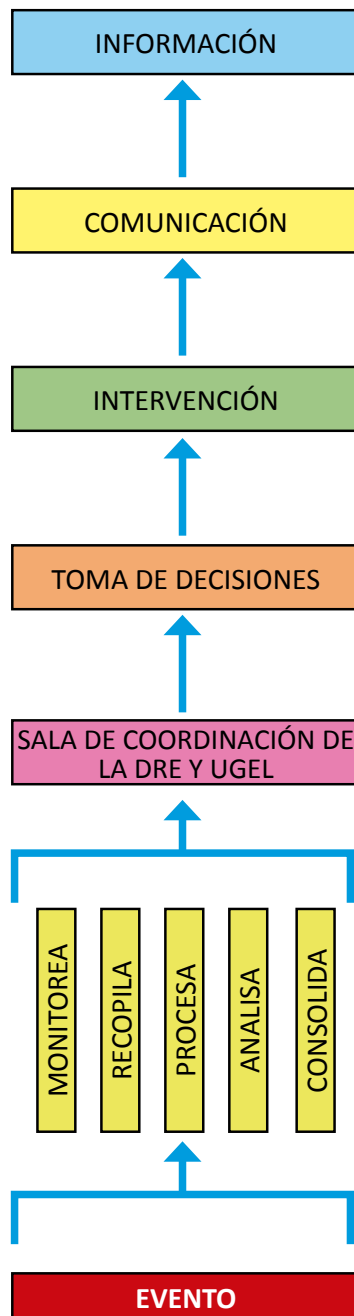 INFORMACIÓN
COMUNICACIÓN
INTERVENCIÓN
TOMA DE DECISIONES
SALA DE COORDINACIÓN DE
LA DRE Y UGEL
MONITOREA
RECOPILA
PROCESA
ANALISA
CONSOLIDA
EVENTO